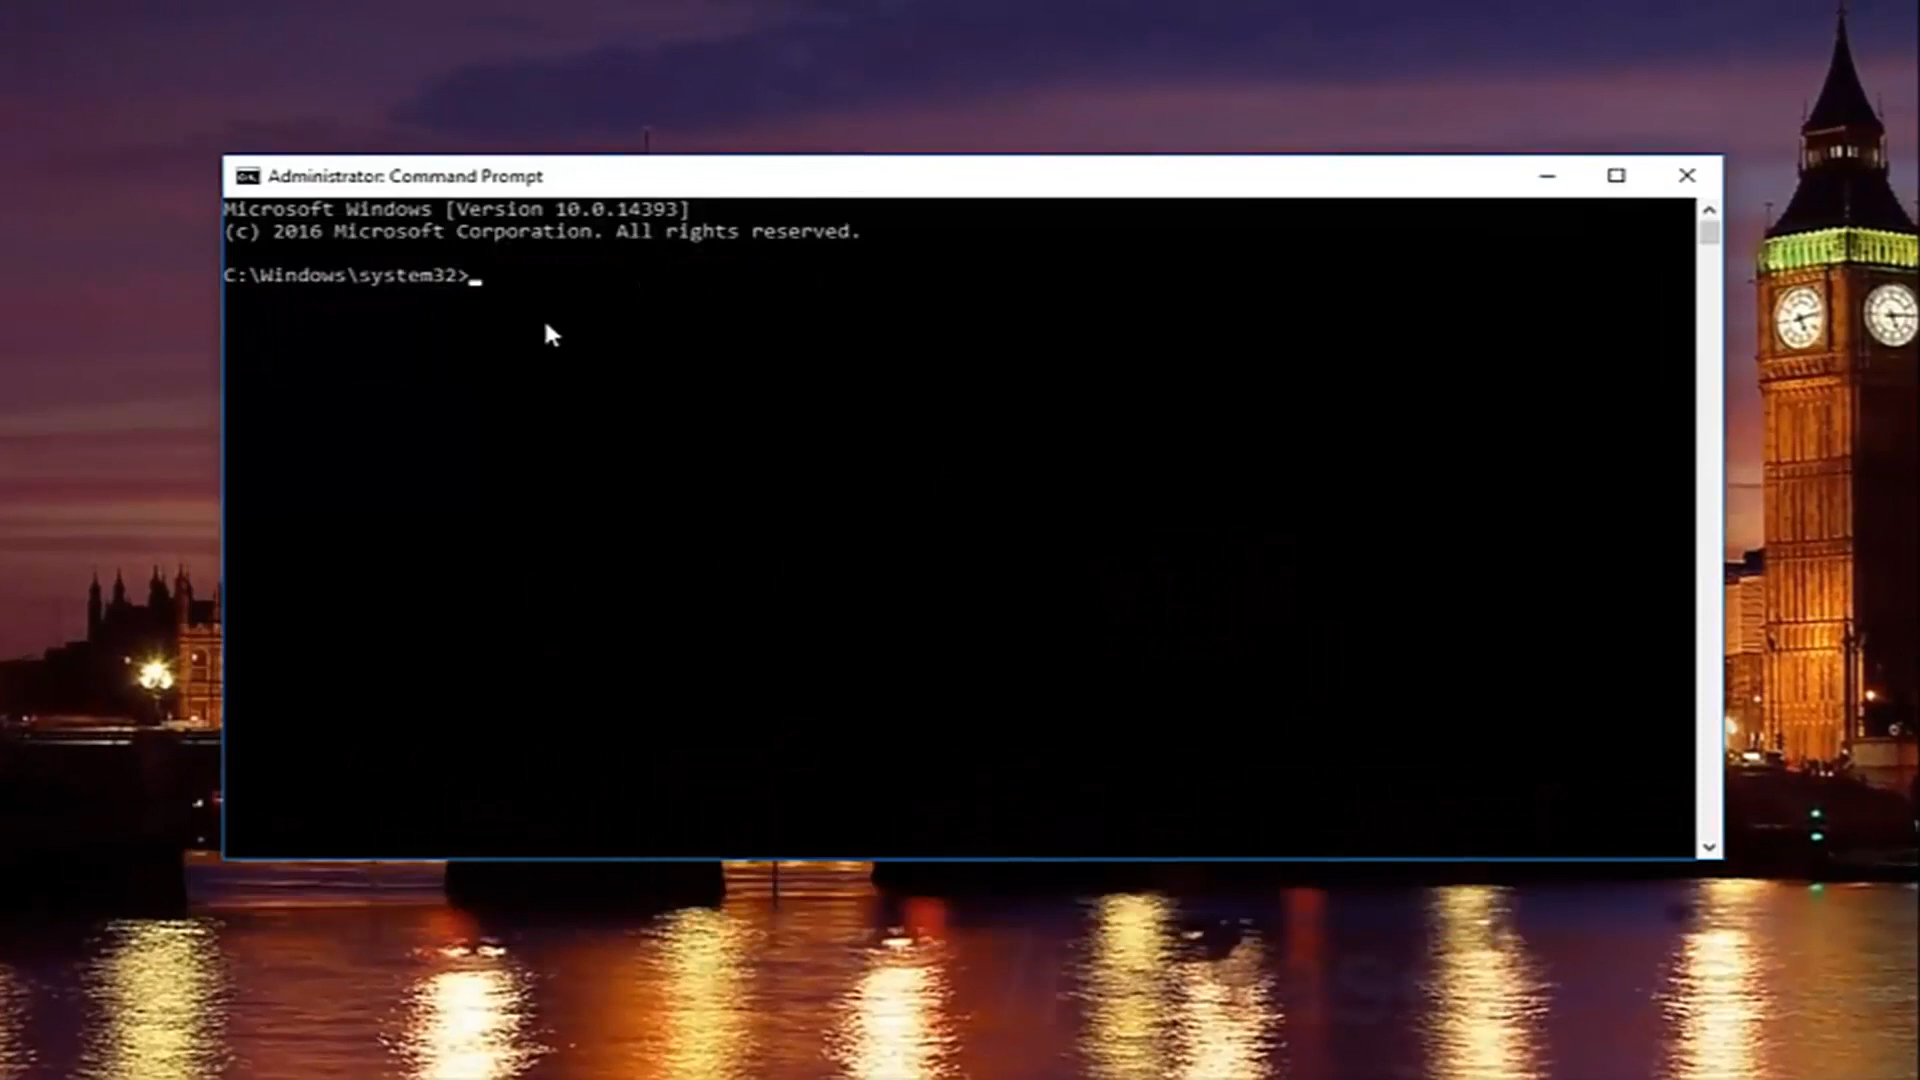 Administrator: Command Prompt
Microsoft Windows [Version 10.0.14393]
(c) 2016 Microsoft Corporation. All rights reserved.
C:\Windows\system32>